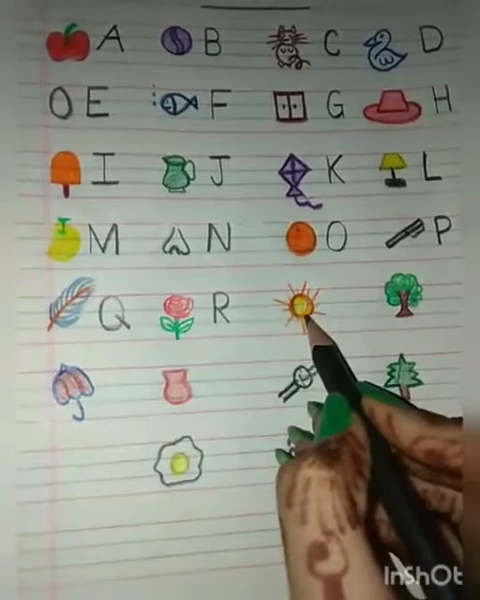 A B C D
E F G H
I J K L
M N O P
Q R
InShOt